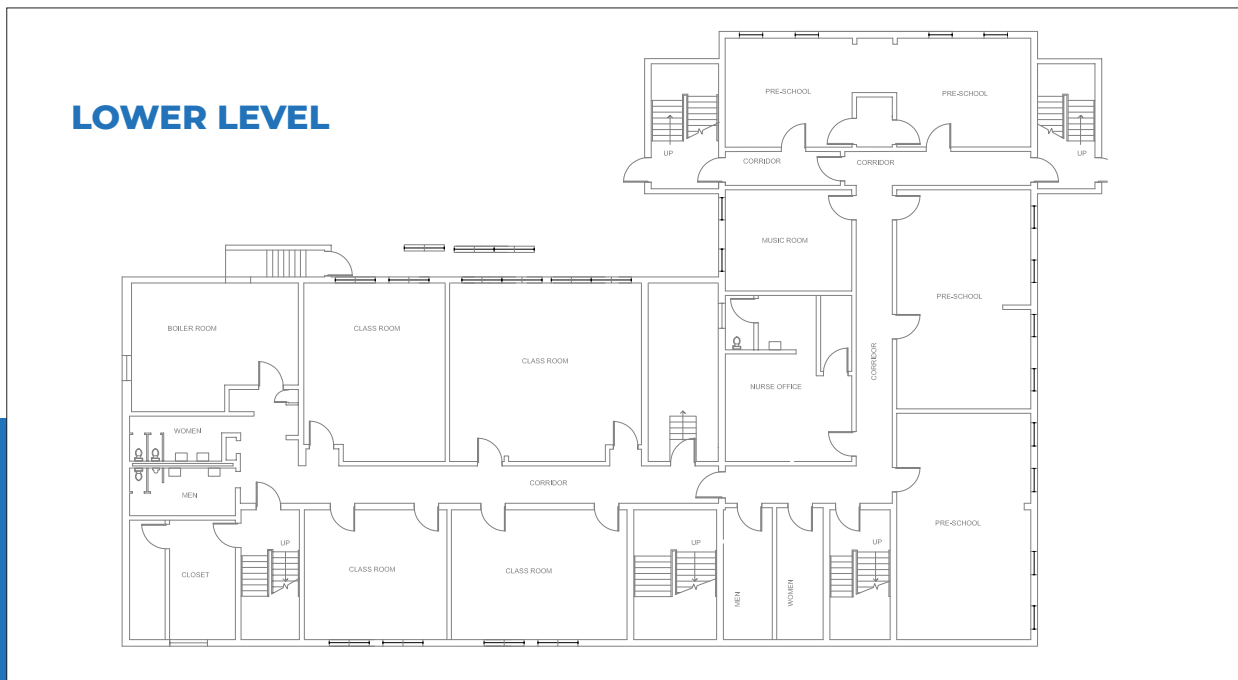 LOWER LEVEL
PRE-SCHOOL
PRE-SCHOOL
UP
CORRIDOR
CORRIDOR
UP
MUSIC ROOM
PRE-SCHOOL
BOILER ROOM
CLASS ROOM
CLASS ROOM
CORRIDOR
NURSE OFFICE
WOMEN
CORRIDOR
MEN
PRE-SCHOOL
UP
UP
UP
CLASS ROOM
CLASS ROOM
CLOSET
MEN
WOMEN